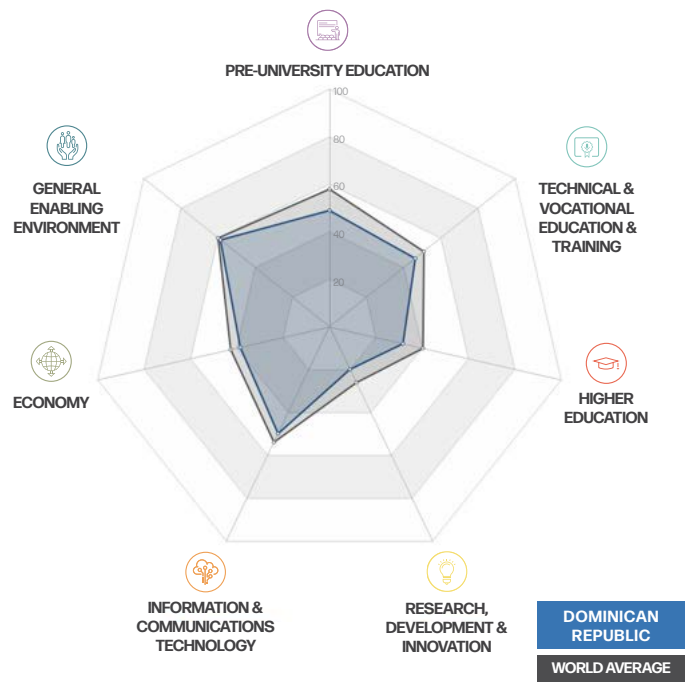 PRE-UNIVERSITY EDUCATION
100
80
60
40
20
GENERAL
ENABLING
ENVIRONMENT
TECHNICAL &
VOCATIONAL
EDUCATION &
TRAINING
ECONOMY
HIGHER
EDUCATION
INFORMATION &
COMMUNICATIONS
TECHNOLOGY
RESEARCH,
DEVELOPMENT &
INNOVATION
DOMINICAN
REPUBLIC
WORLD AVERAGE